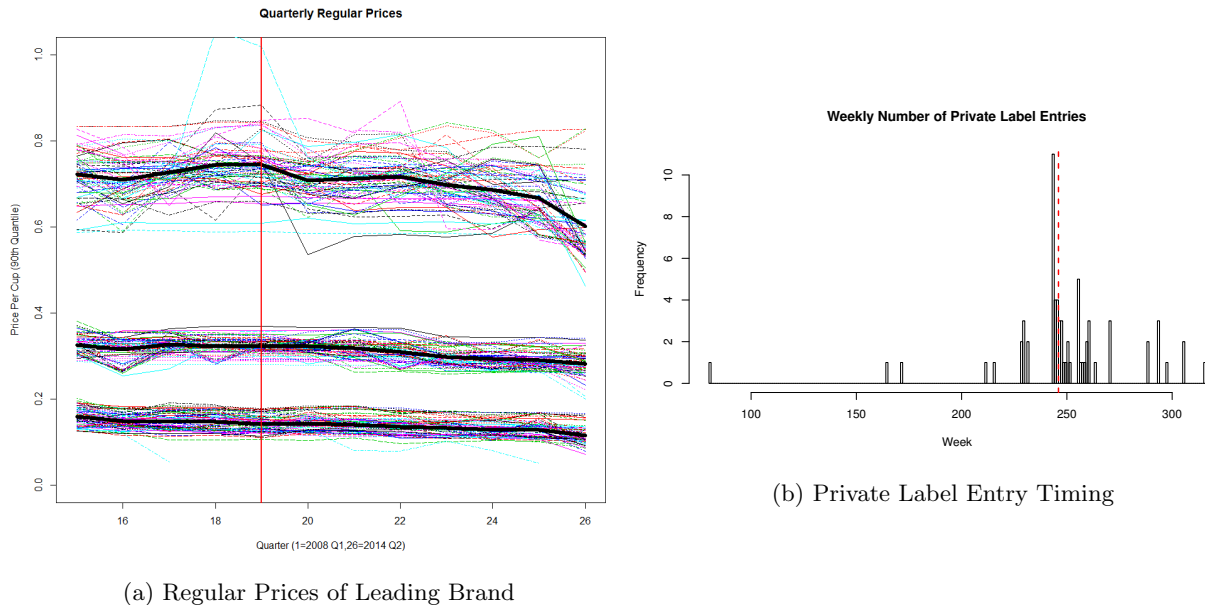 Quarterly Regular Prices
Price Per Cup (90th Quartile)
1.0
0.8
0.6
0.4
0.2
0.0
16 18 20 22 24 26
Quarter (1=2008 Q1,26=2014 Q2)
(a) Regular Prices of Leading Brand
Weekly Number of Private Label Entries
Frequency
10
8
6
4
2
0
100 150 200 250 300
Week
(b) Private Label Entry Timing